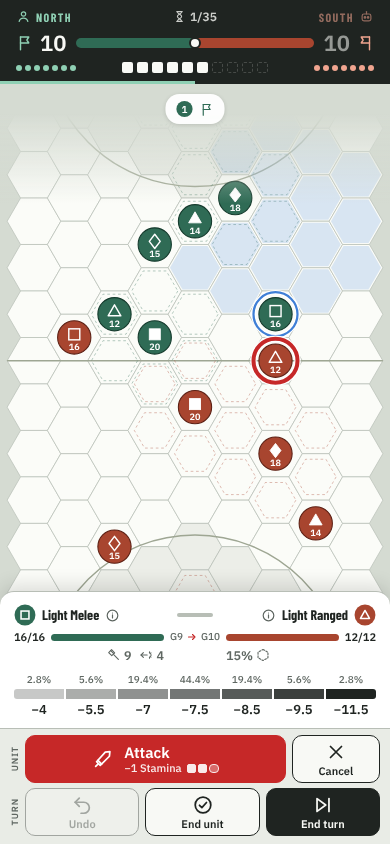 NORTH
1/35
SOUTH
10
10
1
18
14
15
16
12
16
20
12
20
18
14
15
Light Melee
Light Ranged
16/16
G9 → G10
12/12
9
4
15%
2.8% 5.6% 19.4% 44.4% 19.4% 5.6% 2.8%
−4 −5.5 −7 −7.5 −8.5 −9.5 −11.5
UNIT
Attack
−1 Stamina
Cancel
TURN
Undo
End unit
End turn